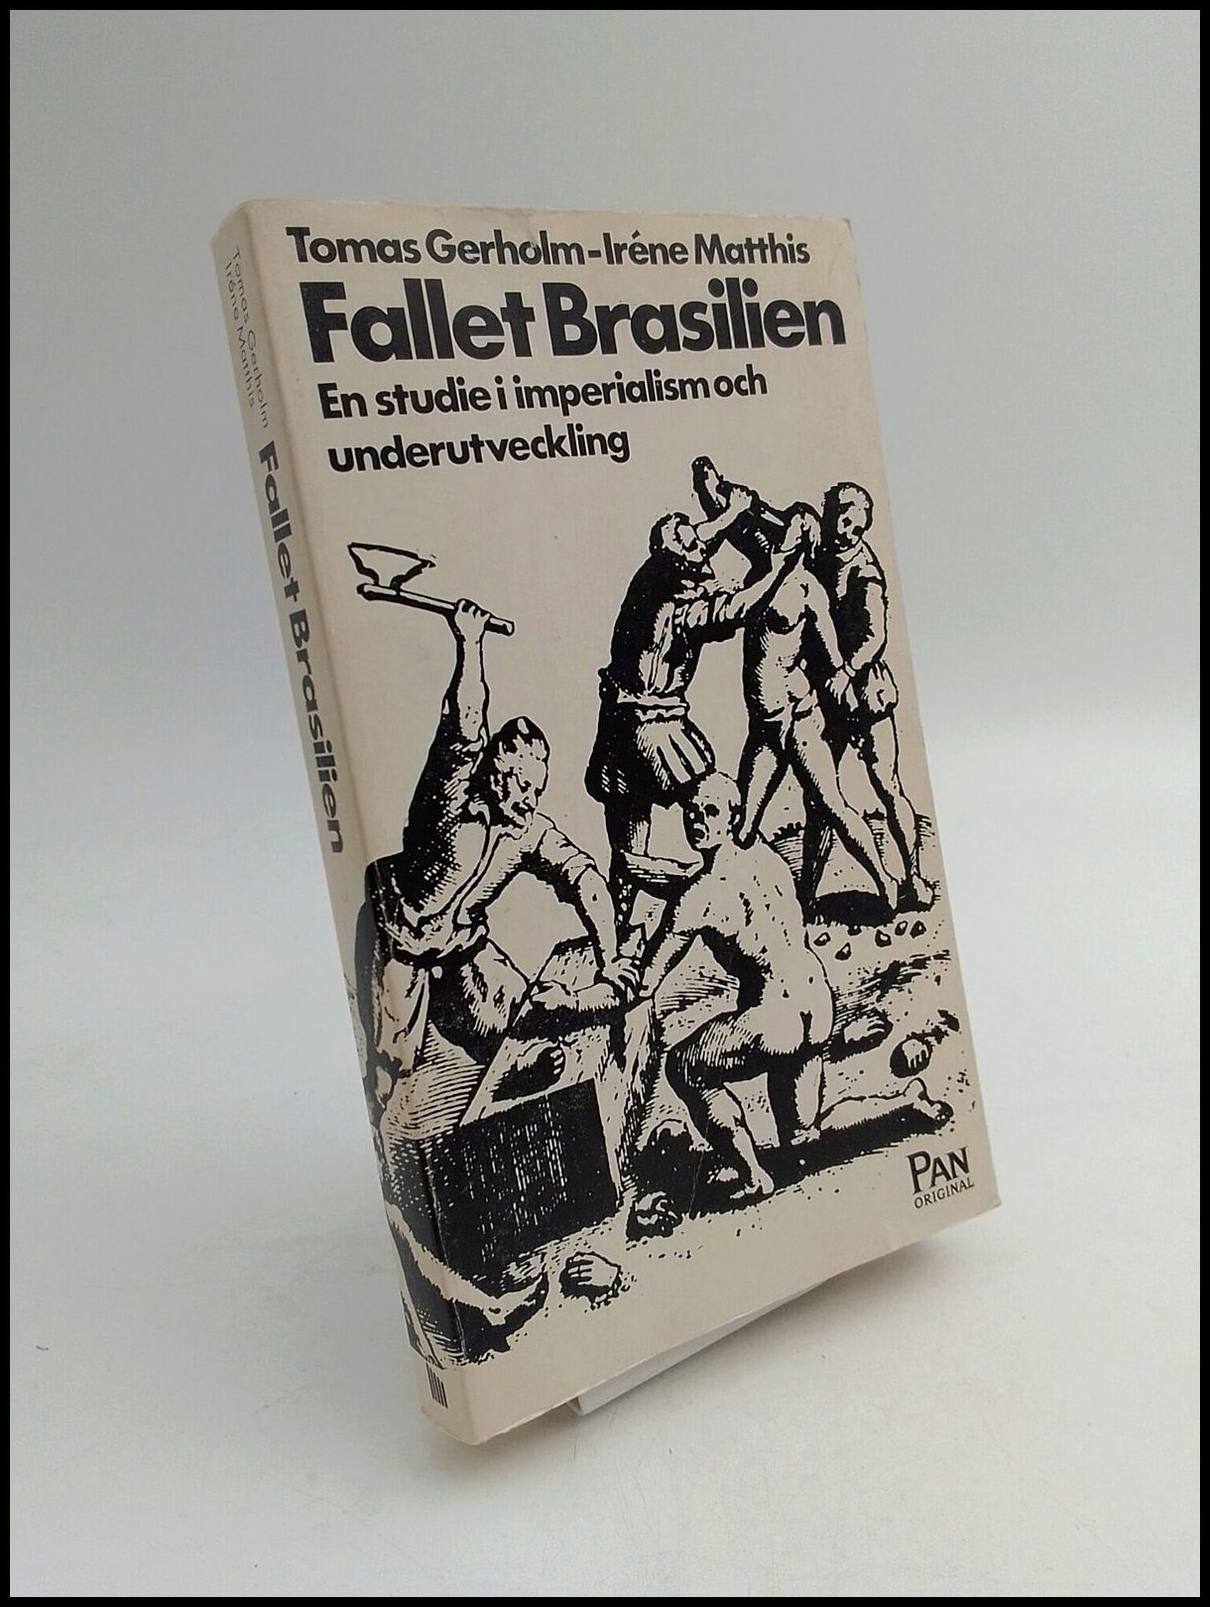 Tomas Gerholm-Iréne Matthis
Fallet Brasilien
En studie i imperialism och
underutveckling
PAN
ORIGINAL
Tomas Gerholm
Iréne Matthis
Fallet Brasilien